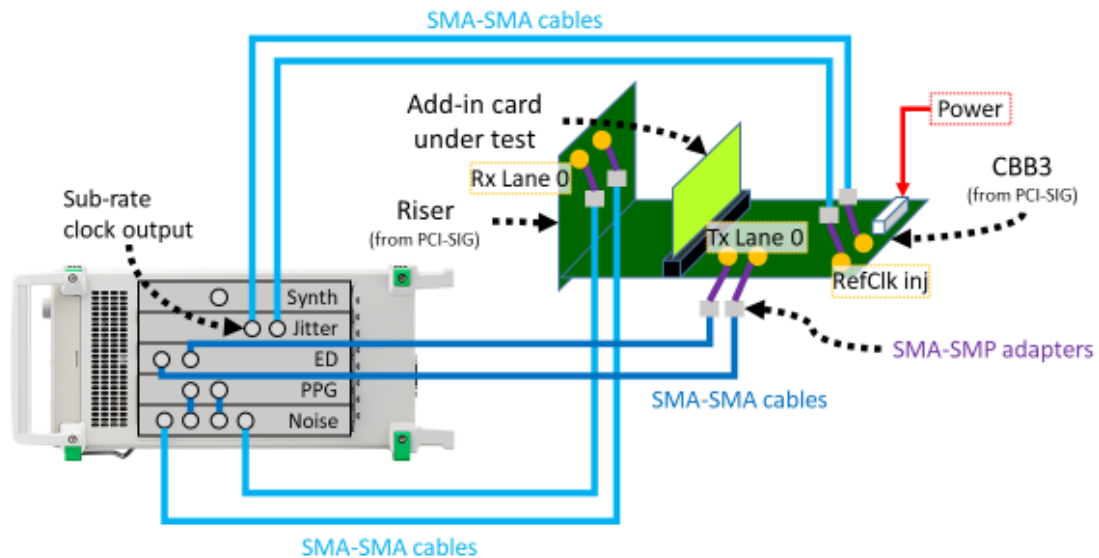 SMA-SMA cables
Add-in card
under test
Power
Rx Lane 0
CBB3
(from PCI-SIG)
Sub-rate
clock output
Riser
(from PCI-SIG)
Tx Lane 0
RefClk inj
Synth
Jitter
ED
PPG
Noise
SMA-SMP adapters
SMA-SMA cables
SMA-SMA cables